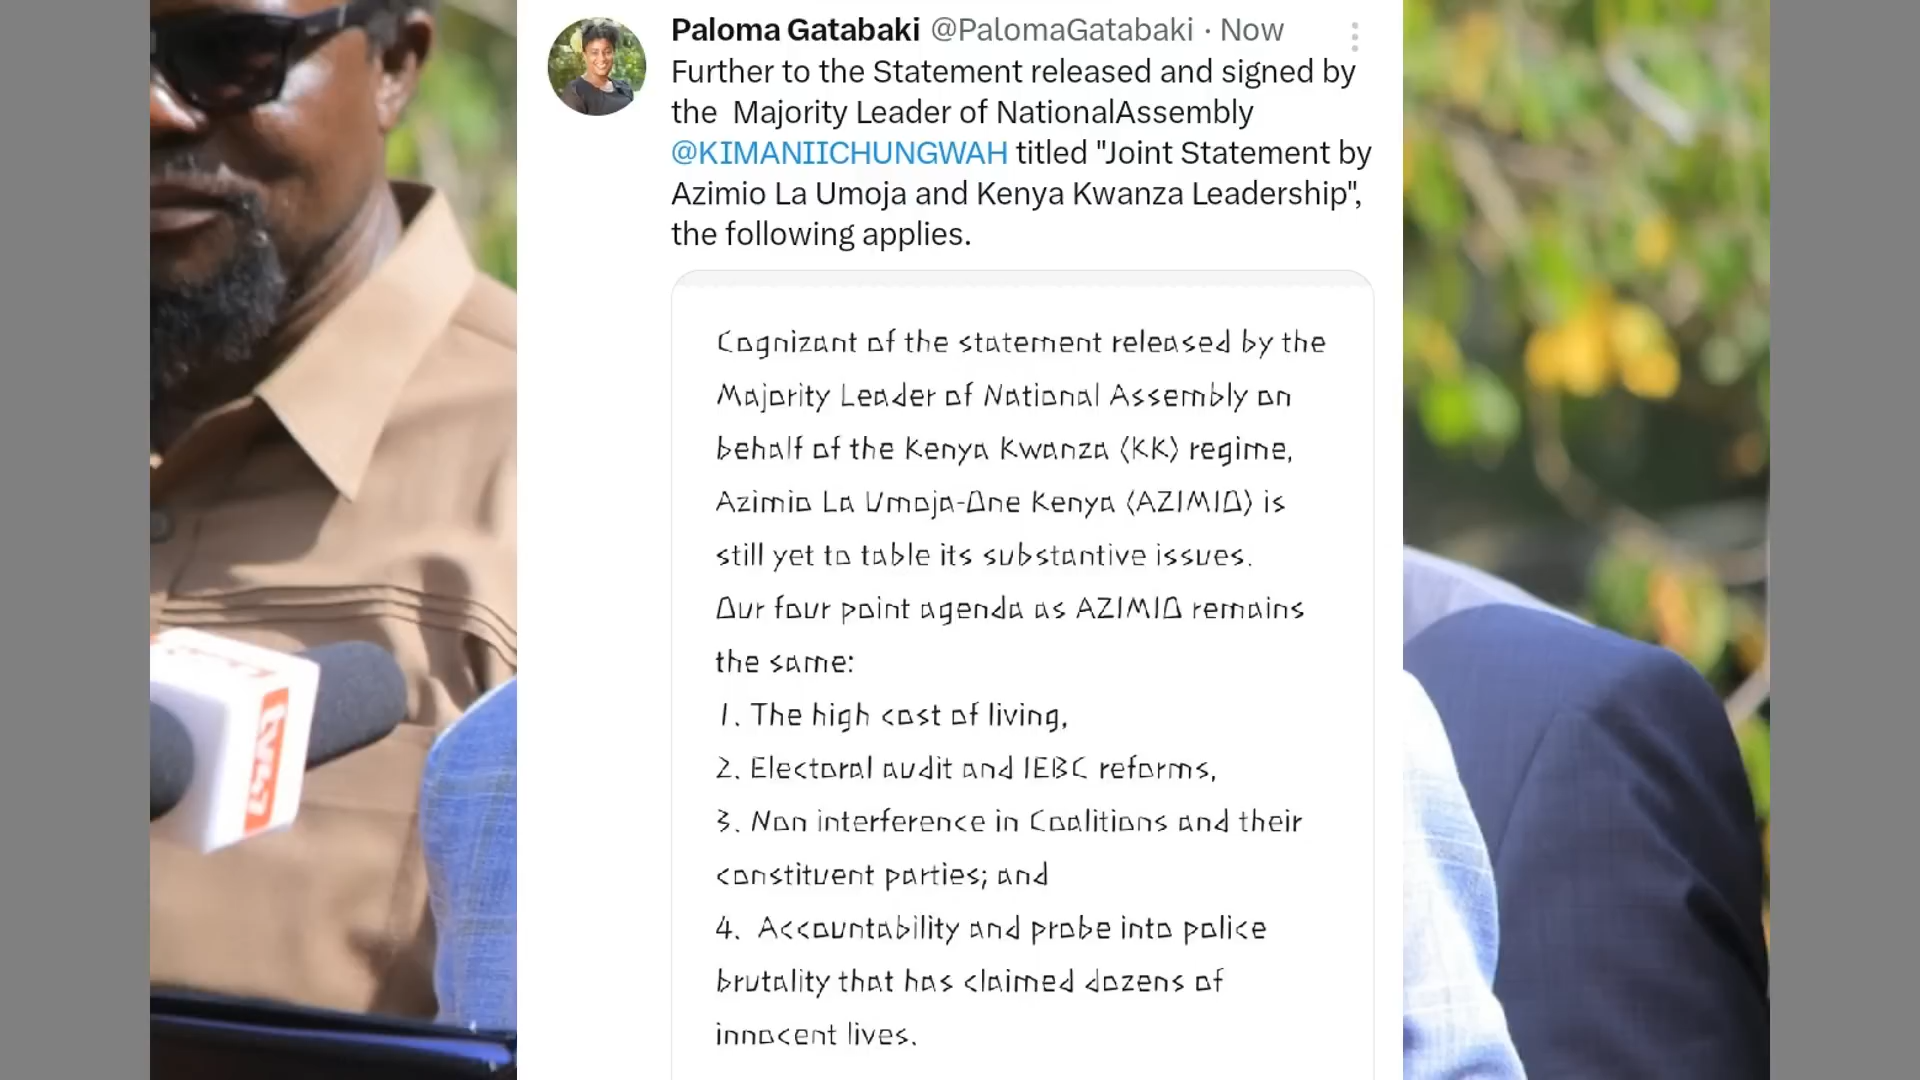 Paloma Gatabaki @PalomaGatabaki · Now
Further to the Statement released and signed by
the Majority Leader of NationalAssembly
@KIMANIICHUNGWAH titled "Joint Statement by
Azimio La Umoja and Kenya Kwanza Leadership",
the following applies.
Cognizant of the statement released by the
Majority Leader of National Assembly on
behalf of the Kenya Kwanza (KK) regime,
Azimio La Umoja-One Kenya (AZIMIO) is
still yet to table its substantive issues.
Our four point agenda as AZIMIO remains
the same:
1. The high cost of living,
2. Electoral audit and IEBC reforms,
3. Non interference in Coalitions and their
constituent parties; and
4. Accountability and probe into police
brutality that has claimed dozens of
innocent lives.
tv47